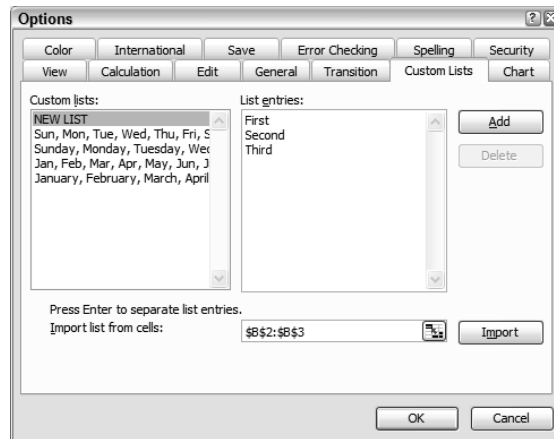 Options
Color International Save Error Checking Spelling Security
View Calculation Edit General Transition Custom Lists Chart
Custom lists:
NEW LIST
Sun, Mon, Tue, Wed, Thu, Fri, S
Sunday, Monday, Tuesday, Wed
Jan, Feb, Mar, Apr, May, Jun, J
January, February, March, April
List entries:
First
Second
Third
Add
Delete
Press Enter to separate list entries.
Import list from cells: $B$2:$B$3 Import
OK Cancel